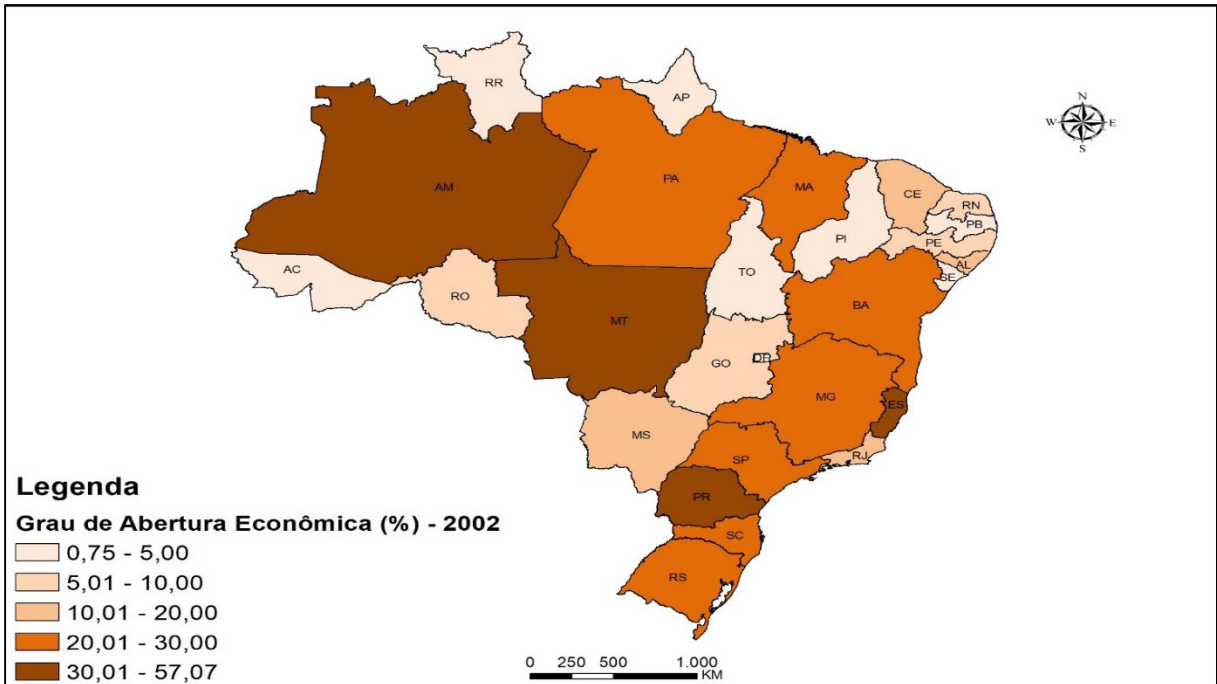 RR
AP
N
W E
S
AM
PA
MA
CE
RN
PB
PI
PE
AL
SE
AC
TO
RO
BA
MT
GO
DF
MG
ES
MS
SP
RJ
PR
SC
RS
Legenda
Grau de Abertura Econômica (%) - 2002
0,75 - 5,00
5,01 - 10,00
10,01 - 20,00
20,01 - 30,00
30,01 - 57,07
0 250 500 1.000
KM